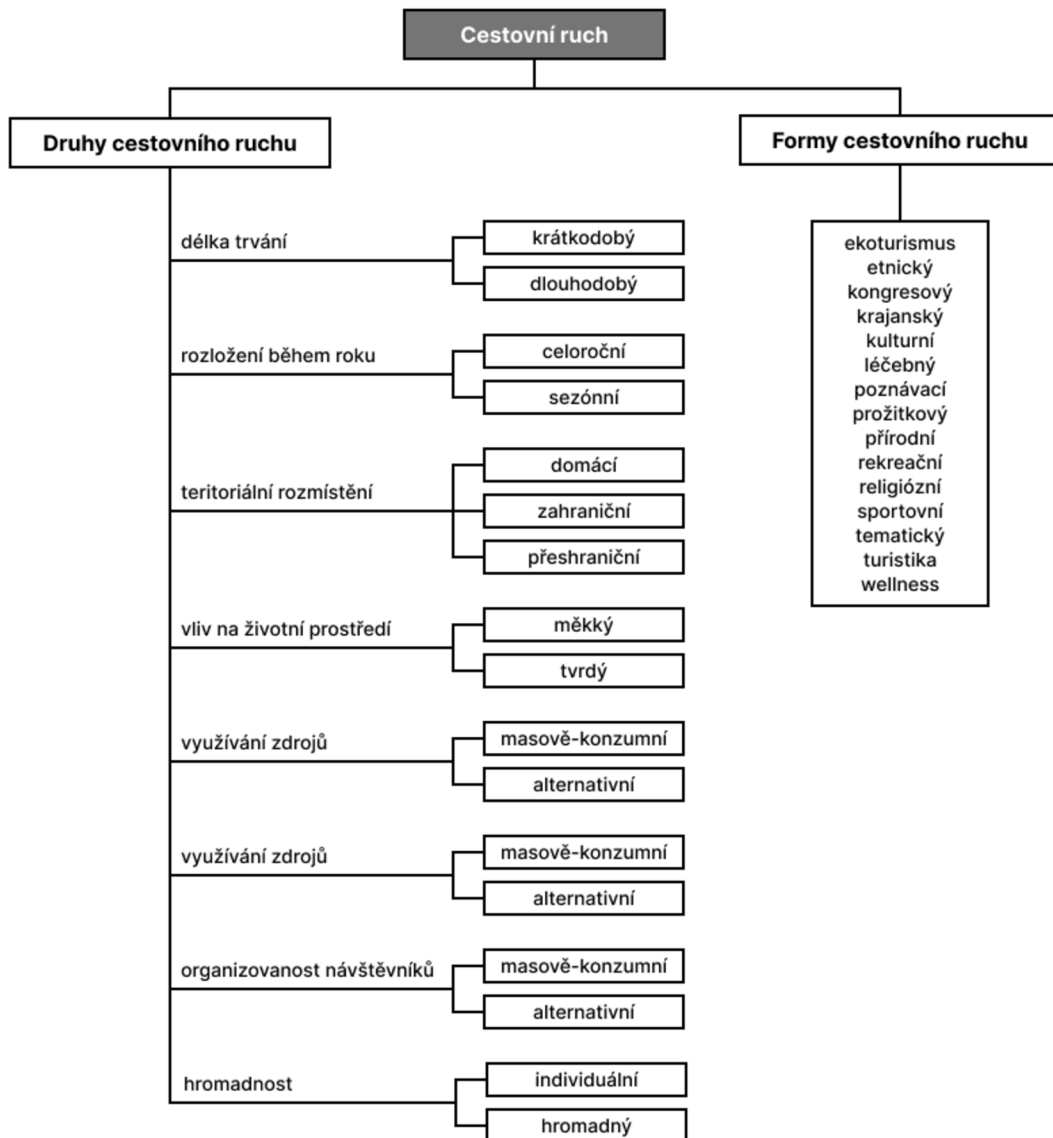 Cestovní ruch
Druhy cestovního ruchu
Formy cestovního ruchu
délka trvání
krátkodobý
dlouhodobý
rozložení během roku
celoroční
sezónní
teritoriální rozmístění
domácí
zahraniční
přeshraniční
vliv na životní prostředí
měkký
tvrdý
využívání zdrojů
masově-konzumní
alternativní
využívání zdrojů
masově-konzumní
alternativní
organizovanost návštěvníků
masově-konzumní
alternativní
hromadnost
individuální
hromadný
ekoturismus
etnický
kongresový
krajanský
kulturní
léčebný
poznávací
prožitkový
přírodní
rekreační
religiózní
sportovní
tematický
turistika
wellness